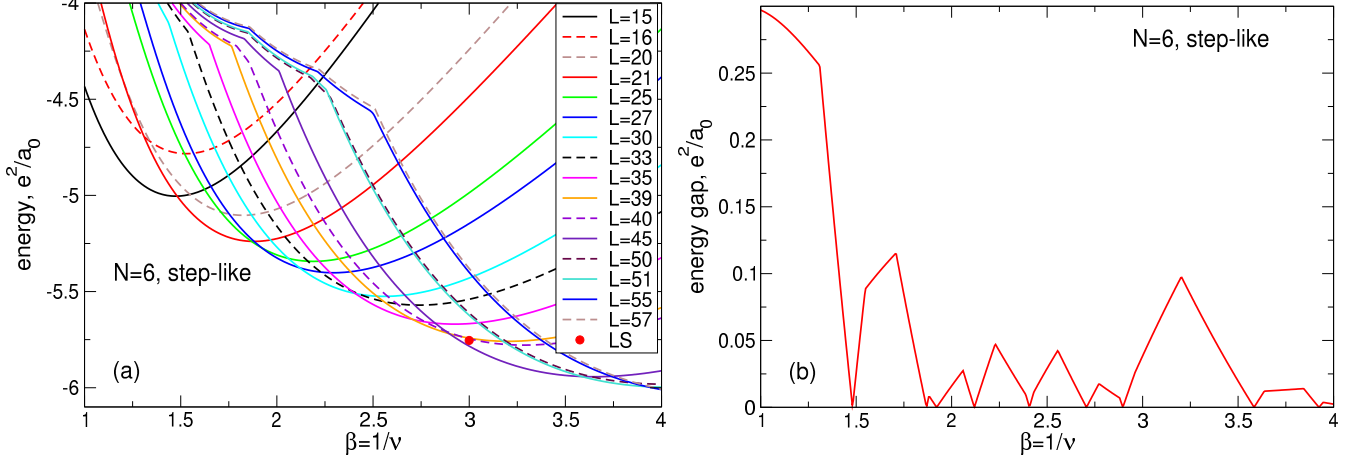 -4
-4.5
-5
-5.5
-6
energy, e²/a₀
1
1.5
2
2.5
3
3.5
4
β=1/ν
N=6, step-like
(a)
L=15
L=16
L=20
L=21
L=25
L=27
L=30
L=33
L=35
L=39
L=40
L=45
L=50
L=51
L=55
L=57
LS
0.25
0.2
0.15
0.1
0.05
0
energy gap, e²/a₀
1
1.5
2
2.5
3
3.5
4
β=1/ν
N=6, step-like
(b)